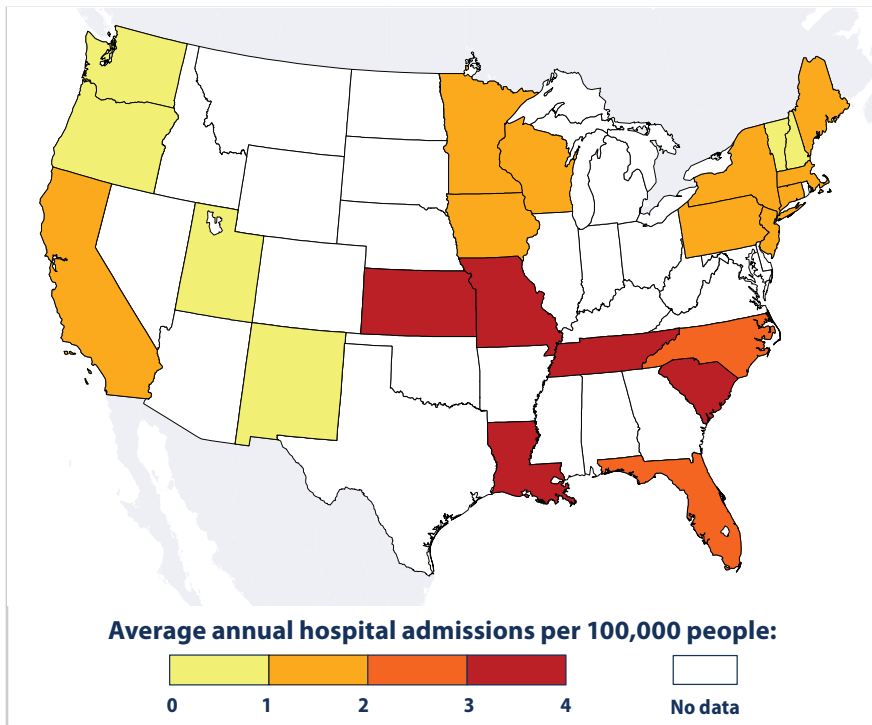 Average annual hospital admissions per 100,000 people:
0 1 2 3 4 No data